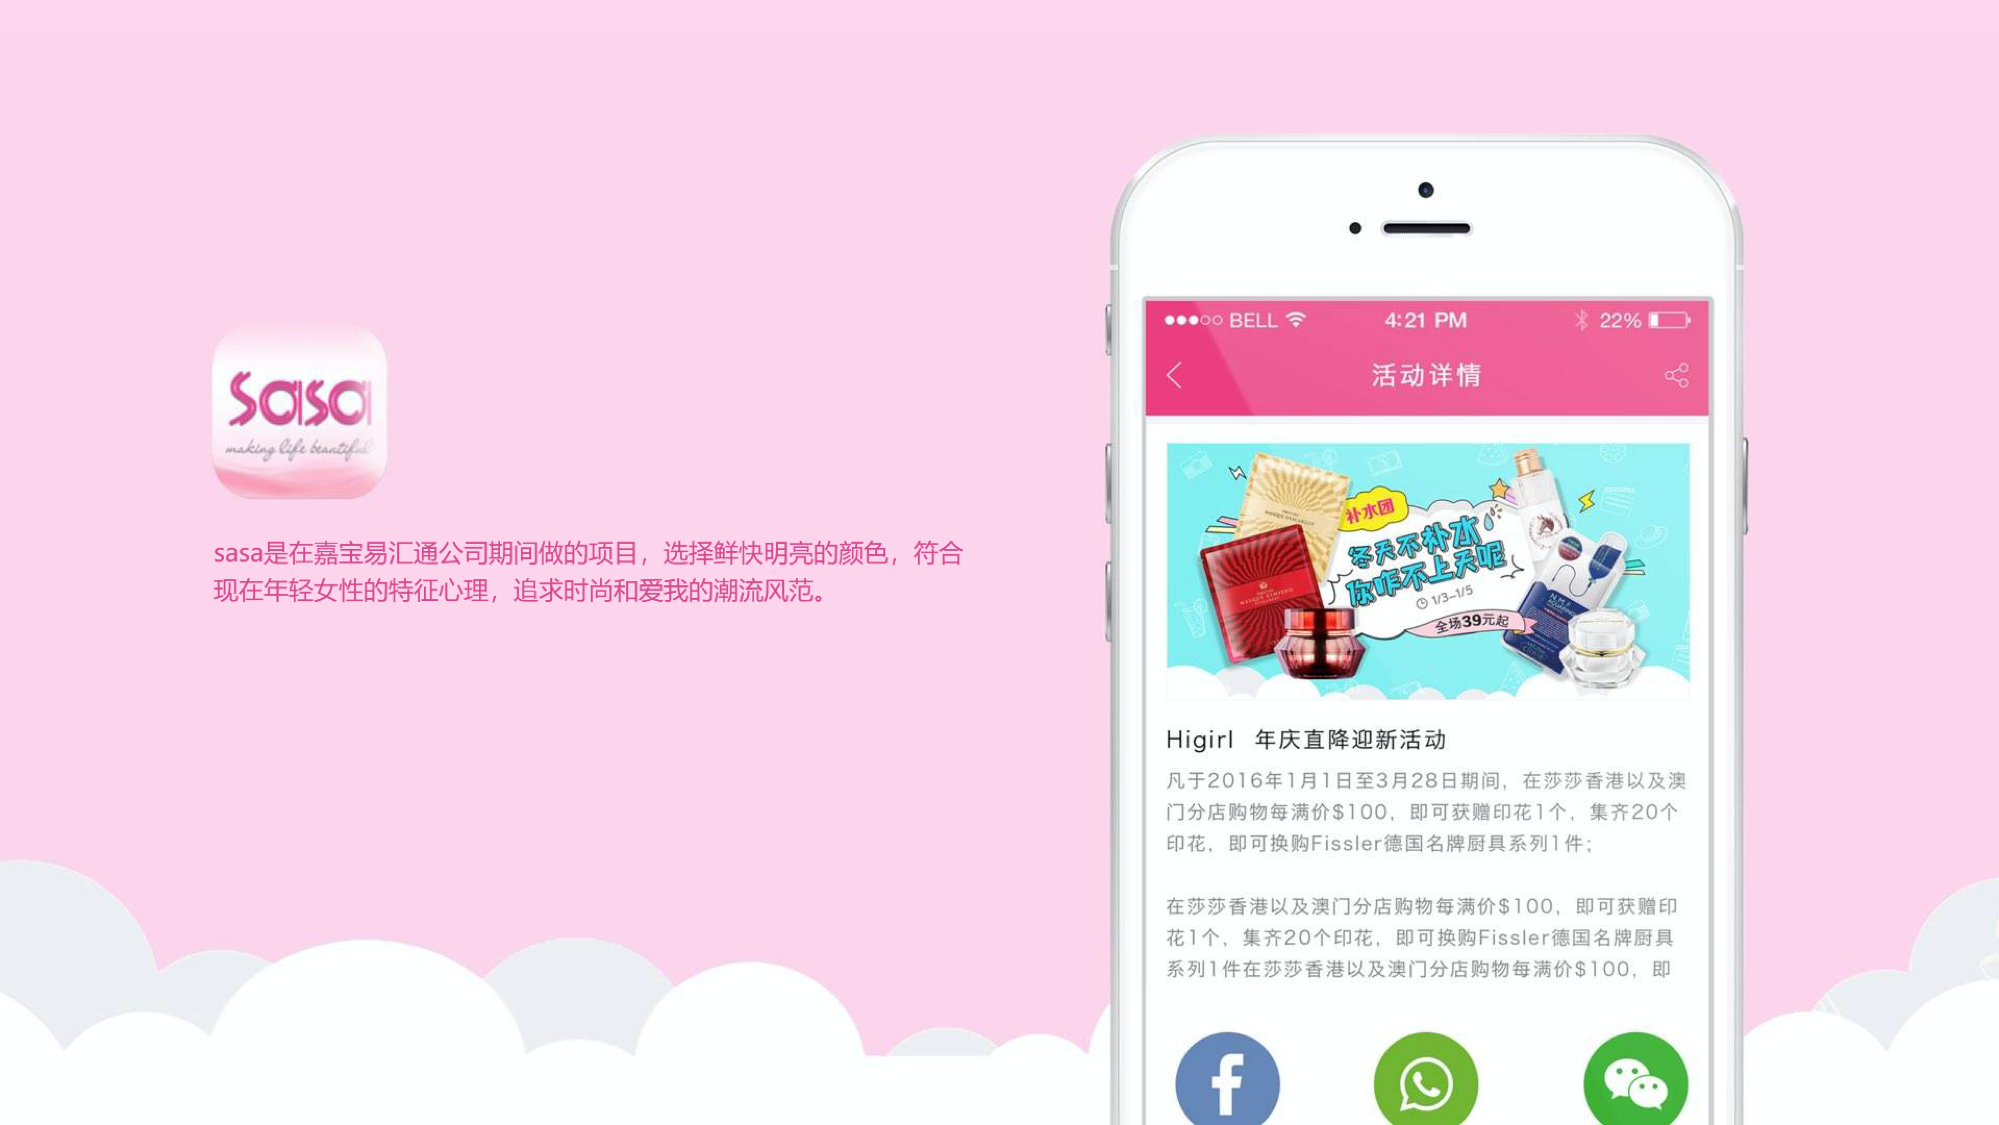 sasa
making life beautiful
sasa是在嘉宝易汇通公司期间做的项目，选择鲜快明亮的颜色，符合
现在年轻女性的特征心理，追求时尚和爱我的潮流风范。
BELL 4:21 PM 22%
活动详情
补水团
冬天不补水
你咋不上天呢
1/3-1/5
全场39元起
Higirl 年庆直降迎新活动
凡于2016年1月1日至3月28日期间，在莎莎香港以及澳
门分店购物每满价$100，即可获赠印花1个，集齐20个
印花，即可换购Fissler德国名牌厨具系列1件；
在莎莎香港以及澳门分店购物每满价$100，即可获赠印
花1个，集齐20个印花，即可换购Fissler德国名牌厨具
系列1件在莎莎香港以及澳门分店购物每满价$100，即